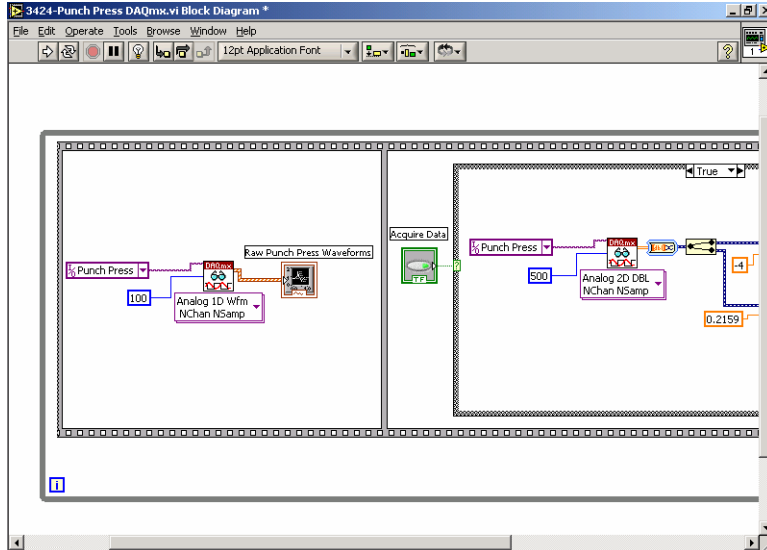 3424-Punch Press DAQmx.vi Block Diagram *
File Edit Operate Tools Browse Window Help
12pt Application Font
?
1
True
Acquire Data
Raw Punch Press Waveforms
Punch Press
DAQmx
100
Analog 1D Wfm
NChan NSamp
TF
?
Punch Press
DAQmx
500
Analog 2D DBL
NChan NSamp
-4
0.2159
i